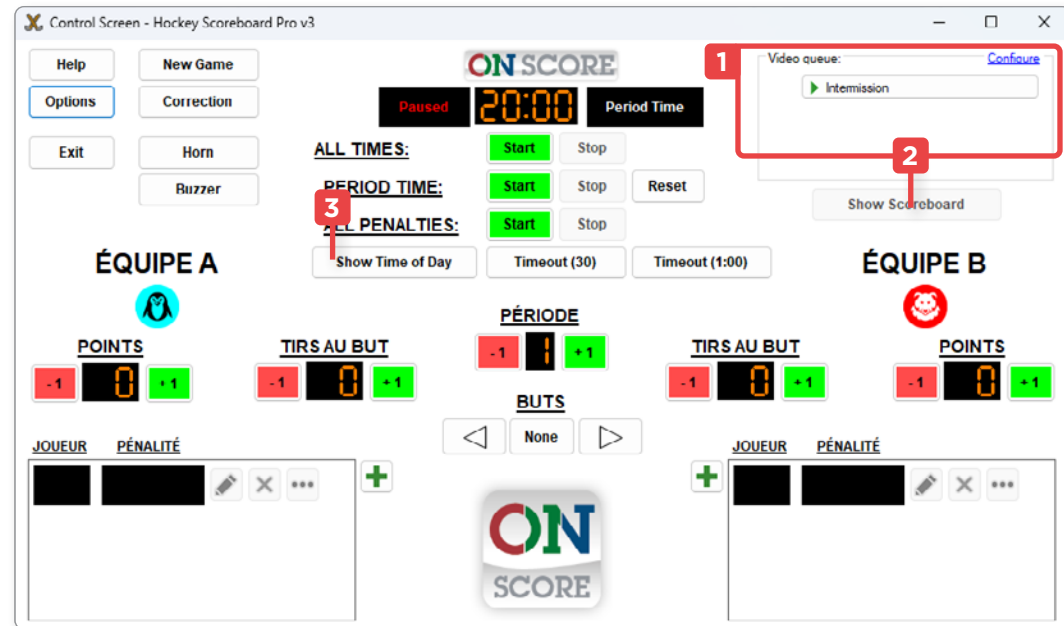 Control Screen - Hockey Scoreboard Pro v3
Help
New Game
Options
Correction
Exit
Horn
Buzzer
ON SCORE
Paused
20:00
Period Time
1
Video queue:
Configure
Intermission
2
Show Scoreboard
ALL TIMES:
Start
Stop
PERIOD TIME:
Start
Stop
Reset
3
ALL PENALTIES:
Start
Stop
Show Time of Day
Timeout (30)
Timeout (1:00)
ÉQUIPE A
ÉQUIPE B
PÉRIODE
-1
1
+1
POINTS
-1
0
+1
TIRS AU BUT
-1
0
+1
TIRS AU BUT
-1
0
+1
POINTS
-1
0
+1
BUTS
None
JOUEUR
PÉNALITÉ
JOUEUR
PÉNALITÉ
ON
SCORE